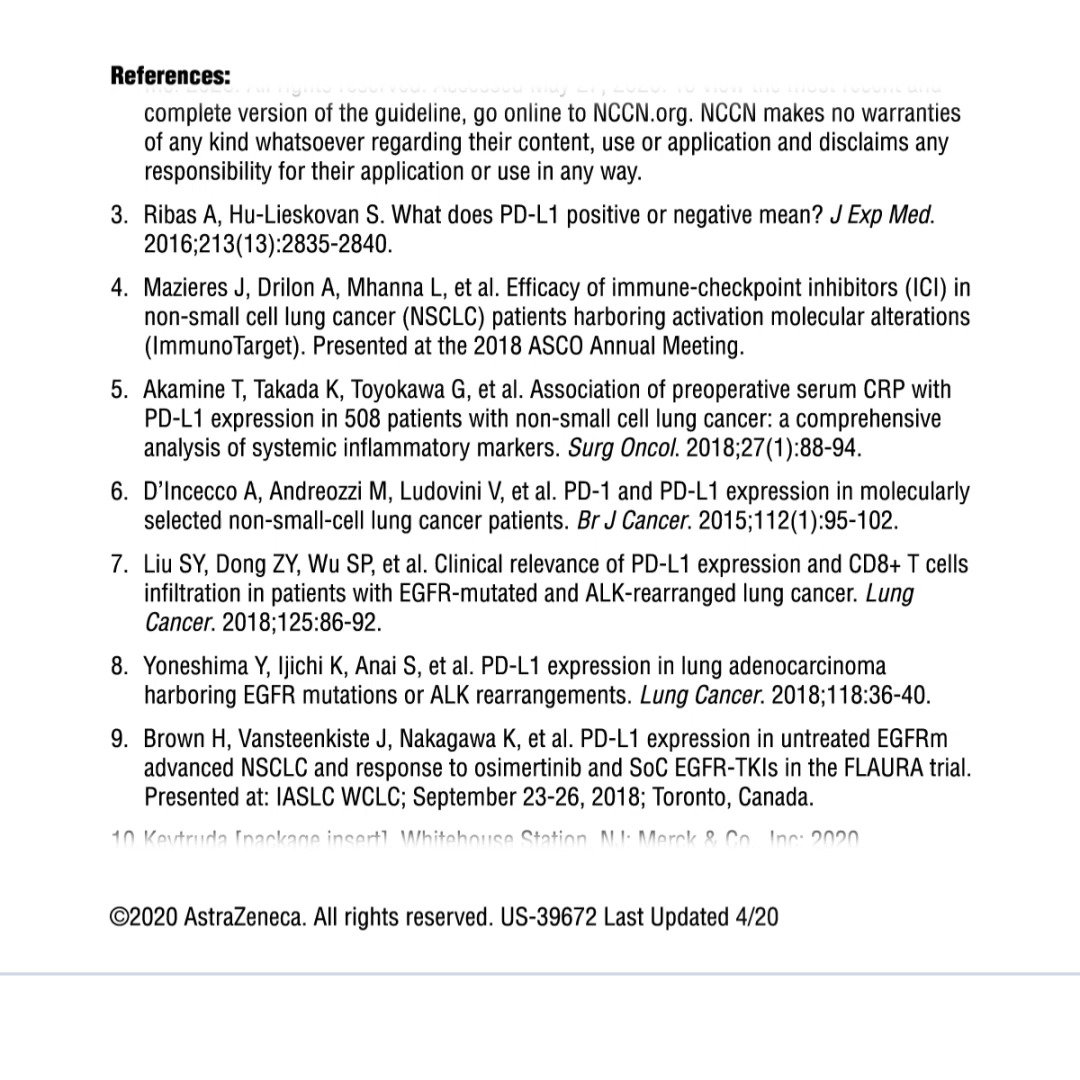 References:
complete version of the guideline, go online to NCCN.org. NCCN makes no warranties
of any kind whatsoever regarding their content, use or application and disclaims any
responsibility for their application or use in any way.
3. Ribas A, Hu-Lieskovan S. What does PD-L1 positive or negative mean? J Exp Med.
2016;213(13):2835-2840.
4. Mazieres J, Drilon A, Mhanna L, et al. Efficacy of immune-checkpoint inhibitors (ICI) in
non-small cell lung cancer (NSCLC) patients harboring activation molecular alterations
(ImmunoTarget). Presented at the 2018 ASCO Annual Meeting.
5. Akamine T, Takada K, Toyokawa G, et al. Association of preoperative serum CRP with
PD-L1 expression in 508 patients with non-small cell lung cancer: a comprehensive
analysis of systemic inflammatory markers. Surg Oncol. 2018;27(1):88-94.
6. D’Incecco A, Andreozzi M, Ludovini V, et al. PD-1 and PD-L1 expression in molecularly
selected non-small-cell lung cancer patients. Br J Cancer. 2015;112(1):95-102.
7. Liu SY, Dong ZY, Wu SP, et al. Clinical relevance of PD-L1 expression and CD8+ T cells
infiltration in patients with EGFR-mutated and ALK-rearranged lung cancer. Lung
Cancer. 2018;125:86-92.
8. Yoneshima Y, Ijichi K, Anai S, et al. PD-L1 expression in lung adenocarcinoma
harboring EGFR mutations or ALK rearrangements. Lung Cancer. 2018;118:36-40.
9. Brown H, Vansteenkiste J, Nakagawa K, et al. PD-L1 expression in untreated EGFRm
advanced NSCLC and response to osimertinib and SoC EGFR-TKIs in the FLAURA trial.
Presented at: IASLC WCLC; September 23-26, 2018; Toronto, Canada.
10 Keytruda [package insert]. Whitehouse Station, NJ: Merck & Co., Inc; 2020
©2020 AstraZeneca. All rights reserved. US-39672 Last Updated 4/20